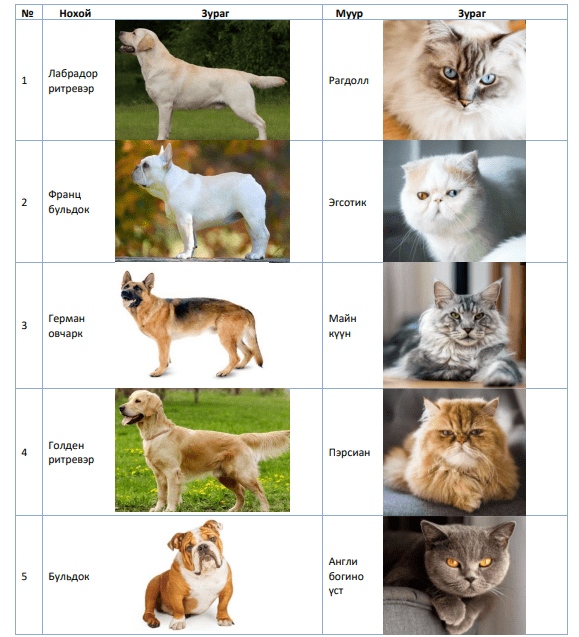 № Нохой Зураг Муур Зураг
1 Лабрадор ритревэр Рагдолл
2 Франц бульдок Эгсотик
3 Герман овчарк Майн күүн
4 Голден ритревэр Пэрсиан
5 Бульдок Англи богино үст